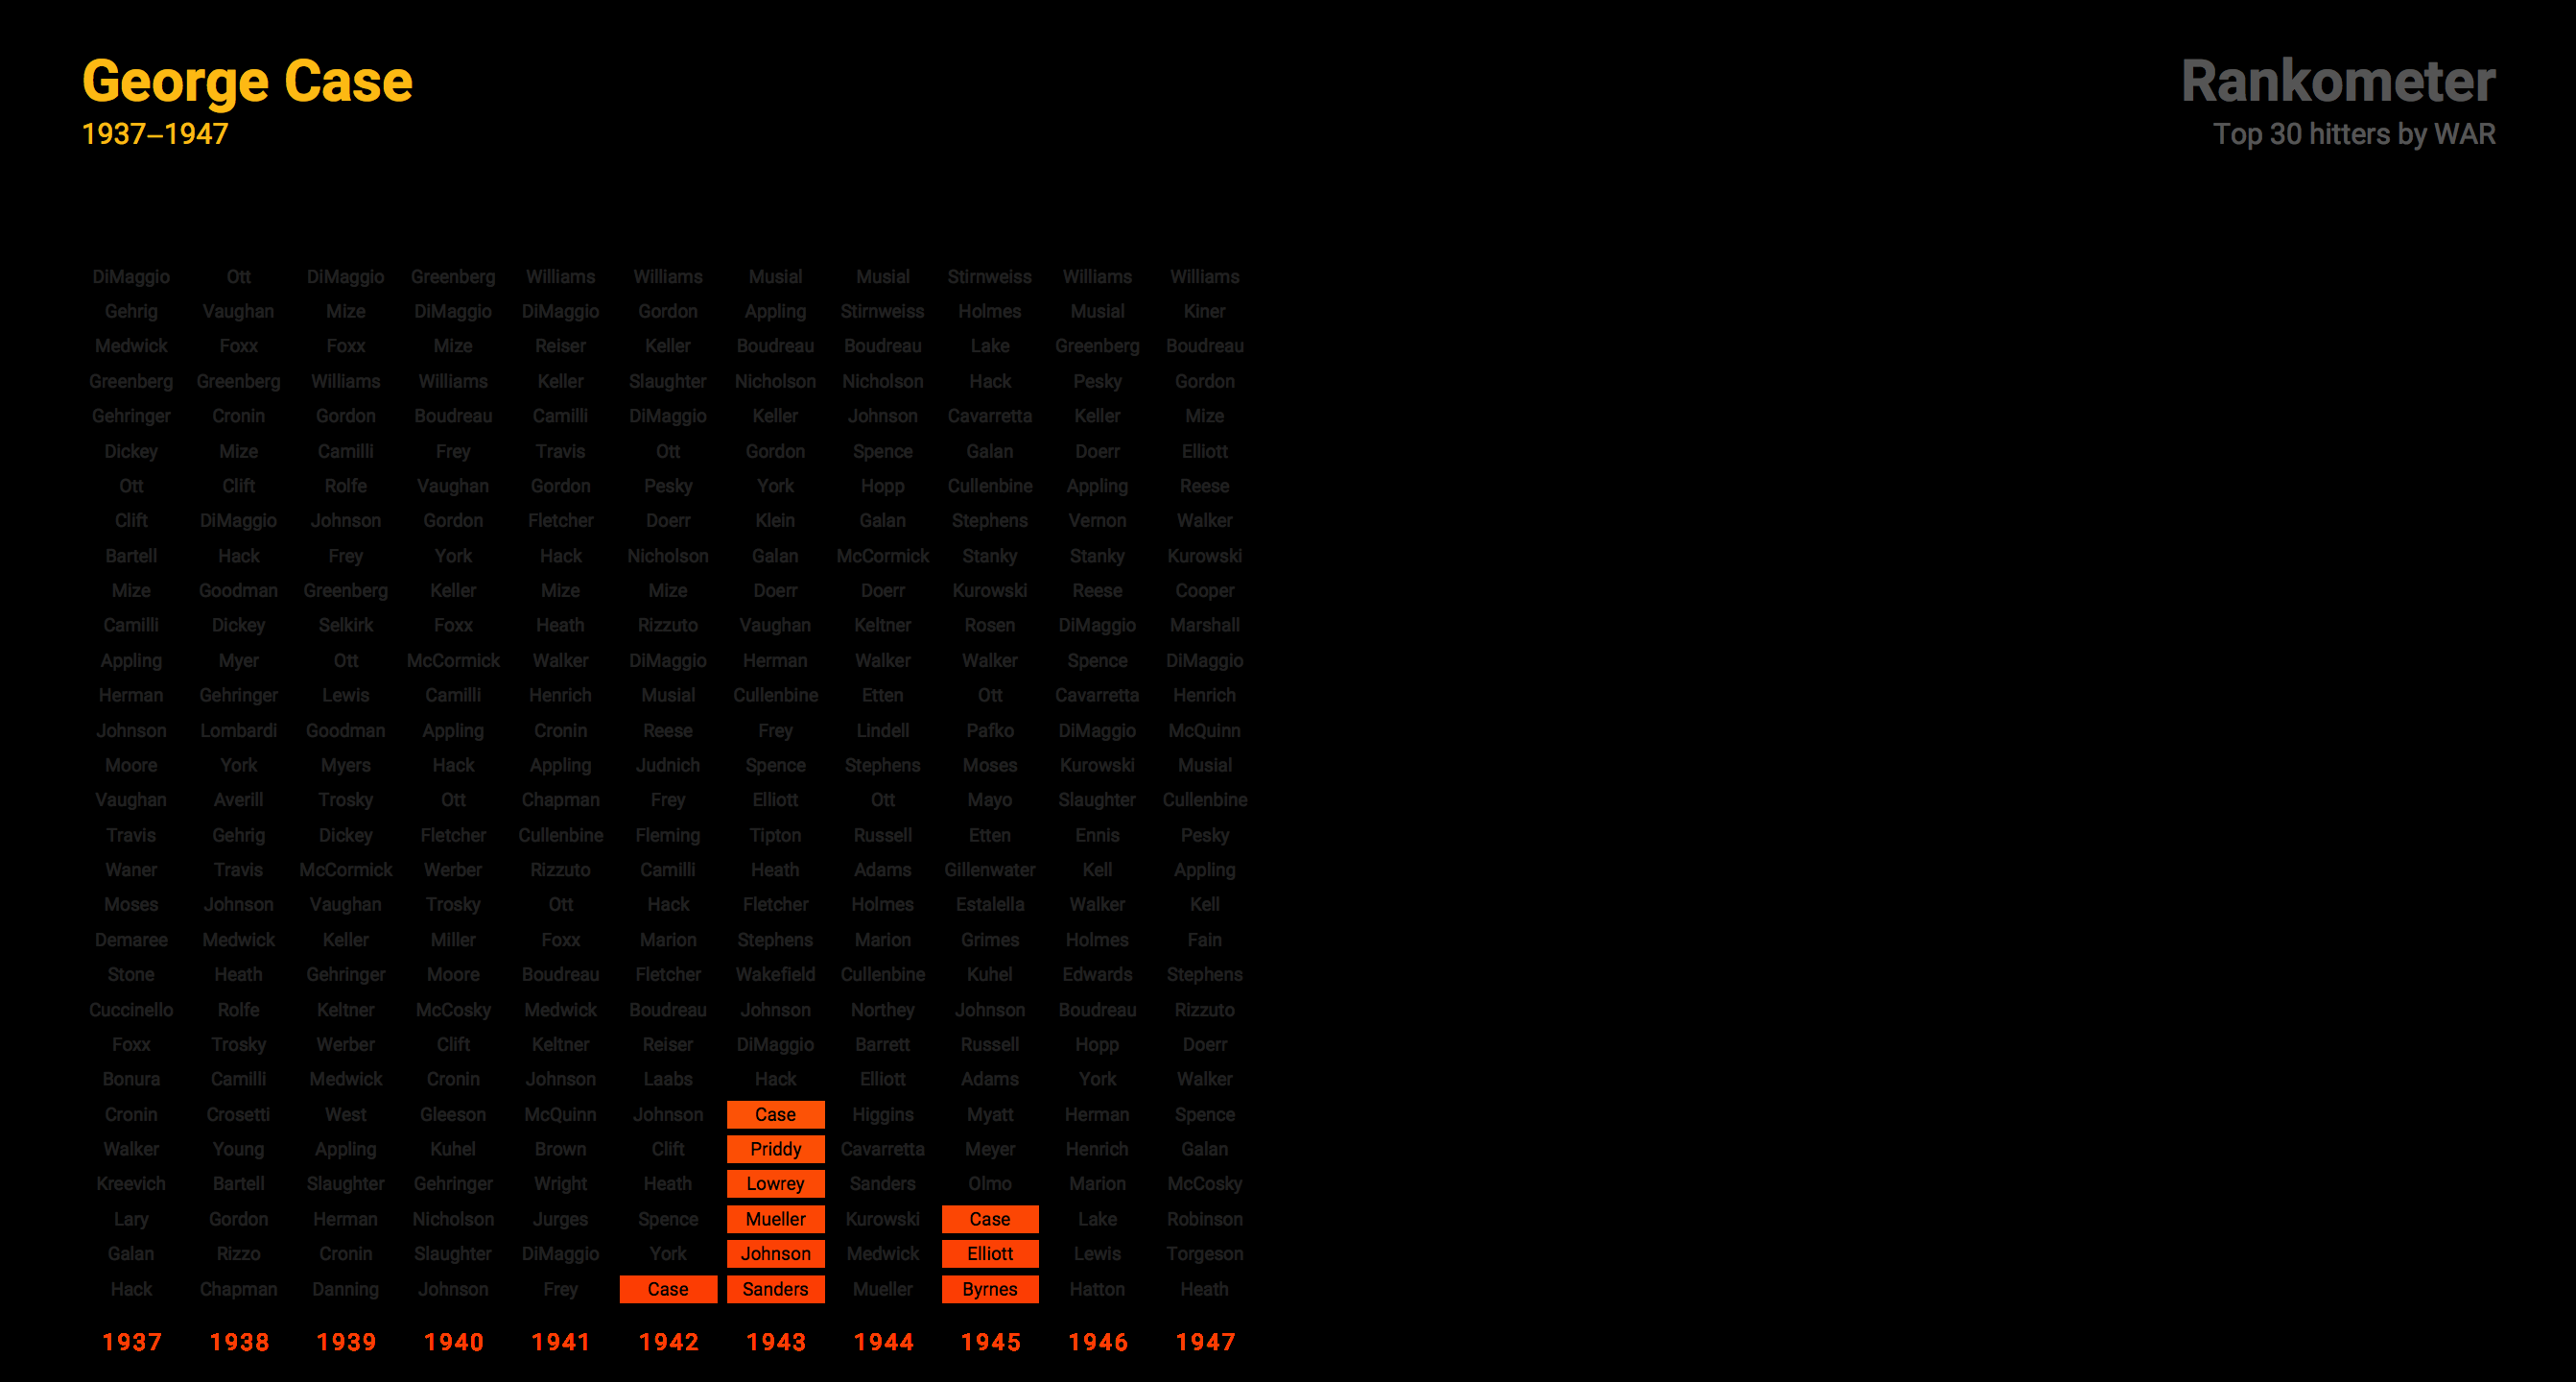 George Case
1937–1947
Rankometer
Top 30 hitters by WAR
DiMaggio Ott DiMaggio Greenberg Williams Williams Musial Musial Stirnweiss Williams Williams
Gehrig Vaughan Mize DiMaggio DiMaggio Gordon Appling Stirnweiss Holmes Musial Kiner
Medwick Foxx Foxx Mize Reiser Keller Boudreau Boudreau Lake Greenberg Boudreau
Greenberg Greenberg Williams Williams Keller Slaughter Nicholson Nicholson Hack Pesky Gordon
Gehringer Cronin Gordon Boudreau Camilli DiMaggio Keller Johnson Cavarretta Keller Mize
Dickey Mize Camilli Frey Travis Ott Gordon Spence Galan Doerr Elliott
Ott Clift Rolfe Vaughan Gordon Pesky York Hopp Cullenbine Appling Reese
Clift DiMaggio Johnson Gordon Fletcher Doerr Klein Galan Stephens Vernon Walker
Bartell Hack Frey York Hack Nicholson Galan McCormick Stanky Stanky Kurowski
Mize Goodman Greenberg Keller Mize Mize Doerr Doerr Kurowski Reese Cooper
Camilli Dickey Selkirk Foxx Heath Rizzuto Vaughan Keltner Rosen DiMaggio Marshall
Appling Myer Ott McCormick Walker DiMaggio Herman Walker Walker Spence DiMaggio
Herman Gehringer Lewis Camilli Henrich Musial Cullenbine Etten Ott Cavarretta Henrich
Johnson Lombardi Goodman Appling Cronin Reese Frey Lindell Pafko DiMaggio McQuinn
Moore York Myers Hack Appling Judnich Spence Stephens Moses Kurowski Musial
Vaughan Averill Trosky Ott Chapman Frey Elliott Ott Mayo Slaughter Cullenbine
Travis Gehrig Dickey Fletcher Cullenbine Fleming Tipton Russell Etten Ennis Pesky
Waner Travis McCormick Werber Rizzuto Camilli Heath Adams Gillenwater Kell Appling
Moses Johnson Vaughan Trosky Ott Hack Fletcher Holmes Estalella Walker Kell
Demaree Medwick Keller Miller Foxx Marion Stephens Marion Grimes Holmes Fain
Stone Heath Gehringer Moore Boudreau Fletcher Wakefield Cullenbine Kuhel Edwards Stephens
Cuccinello Rolfe Keltner McCosky Medwick Boudreau Johnson Northey Johnson Boudreau Rizzuto
Foxx Trosky Werber Clift Keltner Reiser DiMaggio Barrett Russell Hopp Doerr
Bonura Camilli Medwick Cronin Johnson Laabs Hack Elliott Adams York Walker
Cronin Crosetti West Gleeson McQuinn Johnson Case Higgins Myatt Herman Spence
Walker Young Appling Kuhel Brown Clift Priddy Cavarretta Meyer Henrich Galan
Kreevich Bartell Slaughter Gehringer Wright Heath Lowrey Sanders Olmo Marion McCosky
Lary Gordon Herman Nicholson Jurges Spence Mueller Kurowski Case Lake Robinson
Galan Rizzo Cronin Slaughter DiMaggio York Johnson Medwick Elliott Lewis Torgeson
Hack Chapman Danning Johnson Frey Case Sanders Mueller Byrnes Hatton Heath
1937 1938 1939 1940 1941 1942 1943 1944 1945 1946 1947